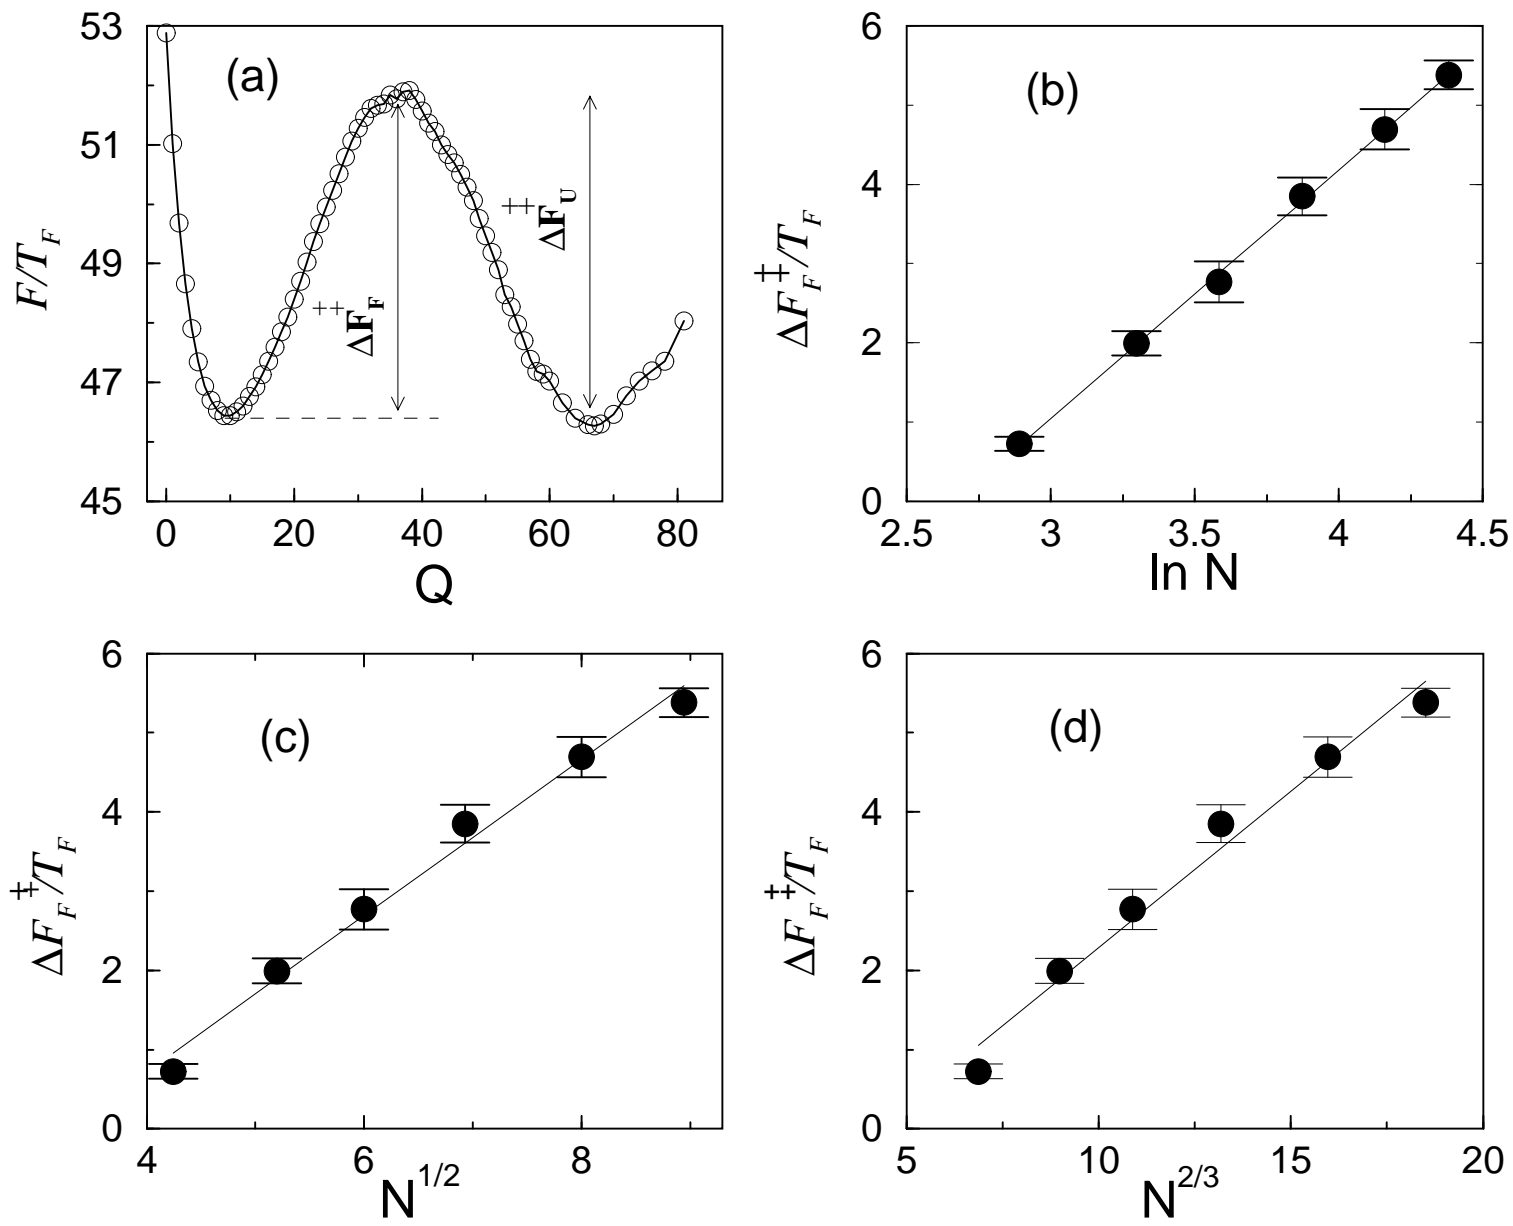 (a)
53
51
49
47
45
F/T_F
ΔF_F^‡
ΔF_U^‡
0 20 40 60 80
Q
(b)
6
4
2
0
ΔF_F^‡/T_F
2.5 3 3.5 4 4.5
ln N
(c)
6
4
2
0
ΔF_F^‡/T_F
4 6 8
N^{1/2}
(d)
6
4
2
0
ΔF_F^‡/T_F
5 10 15 20
N^{2/3}